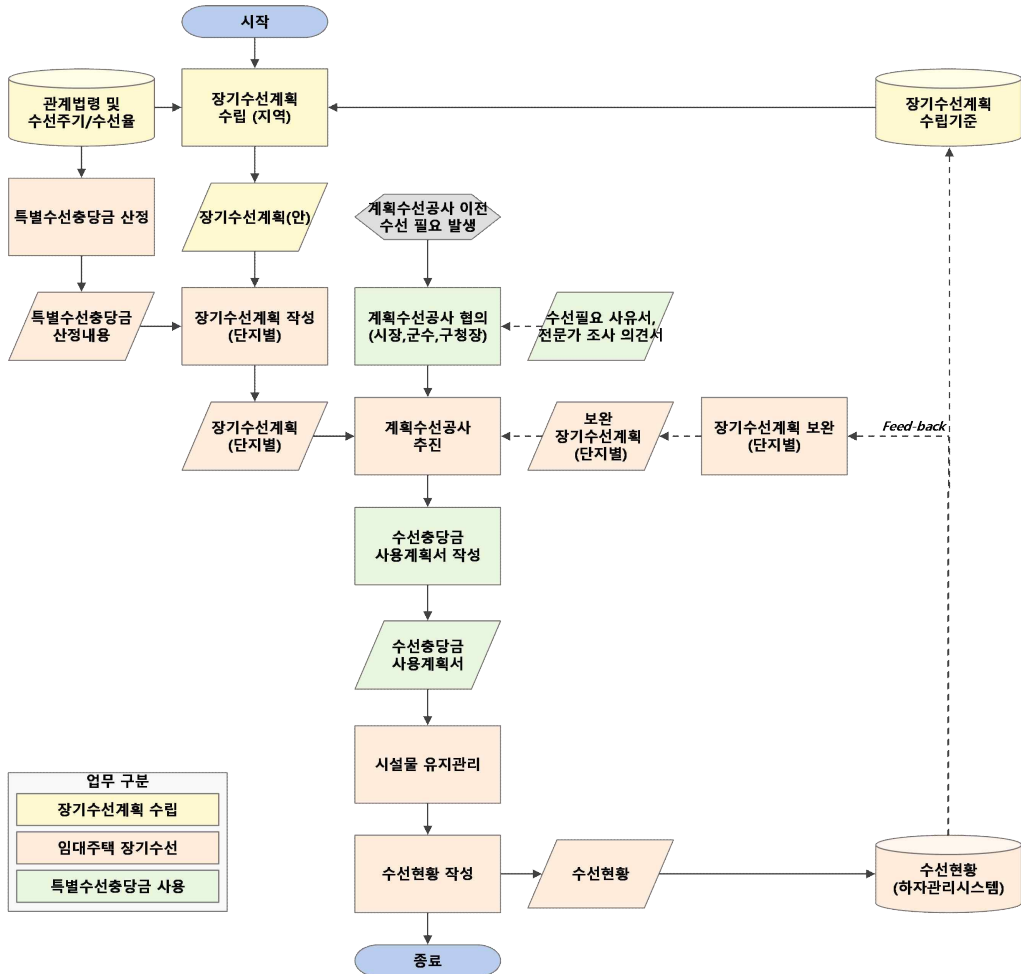 시작
관계법령 및
수선주기/수선율
장기수선계획
수립 (지역)
장기수선계획
수립기준
특별수선충당금 산정
장기수선계획(안)
계획수선공사 이전
수선 필요 발생
특별수선충당금
산정내용
장기수선계획 작성
(단지별)
계획수선공사 협의
(시장,군수,구청장)
수선필요 사유서,
전문가 조사 의견서
장기수선계획
(단지별)
계획수선공사
추진
보완
장기수선계획
(단지별)
장기수선계획 보완
(단지별)
Feed-back
수선충당금
사용계획서 작성
수선충당금
사용계획서
시설물 유지관리
업무 구분
장기수선계획 수립
임대주택 장기수선
특별수선충당금 사용
수선현황 작성
수선현황
수선현황
(하자관리시스템)
종료